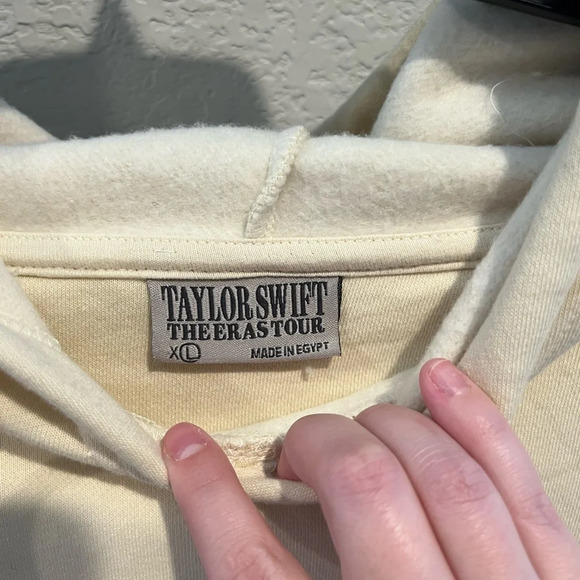 TAYLOR SWIFT
THE ERAS TOUR
XL MADE IN EGYPT